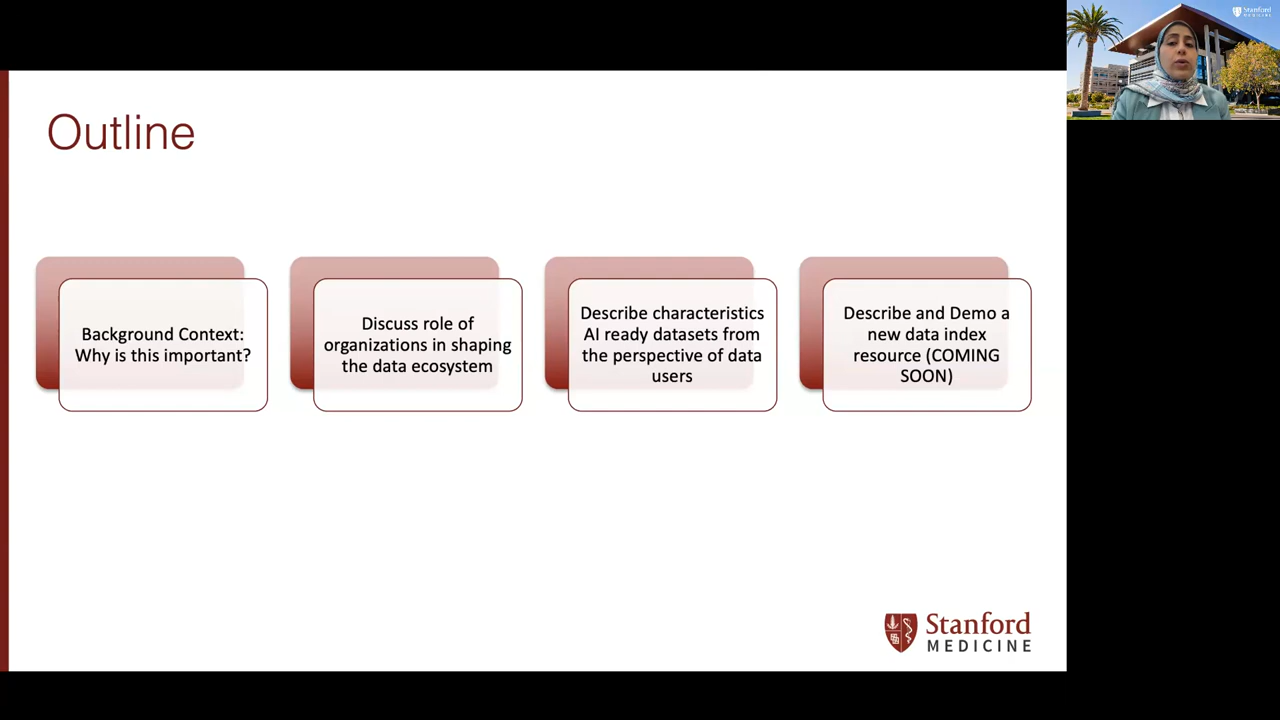 Stanford
MEDICINE
Outline
Background Context:
Why is this important?
Discuss role of
organizations in shaping
the data ecosystem
Describe characteristics
AI ready datasets from
the perspective of data
users
Describe and Demo a
new data index
resource (COMING
SOON)
Stanford
MEDICINE